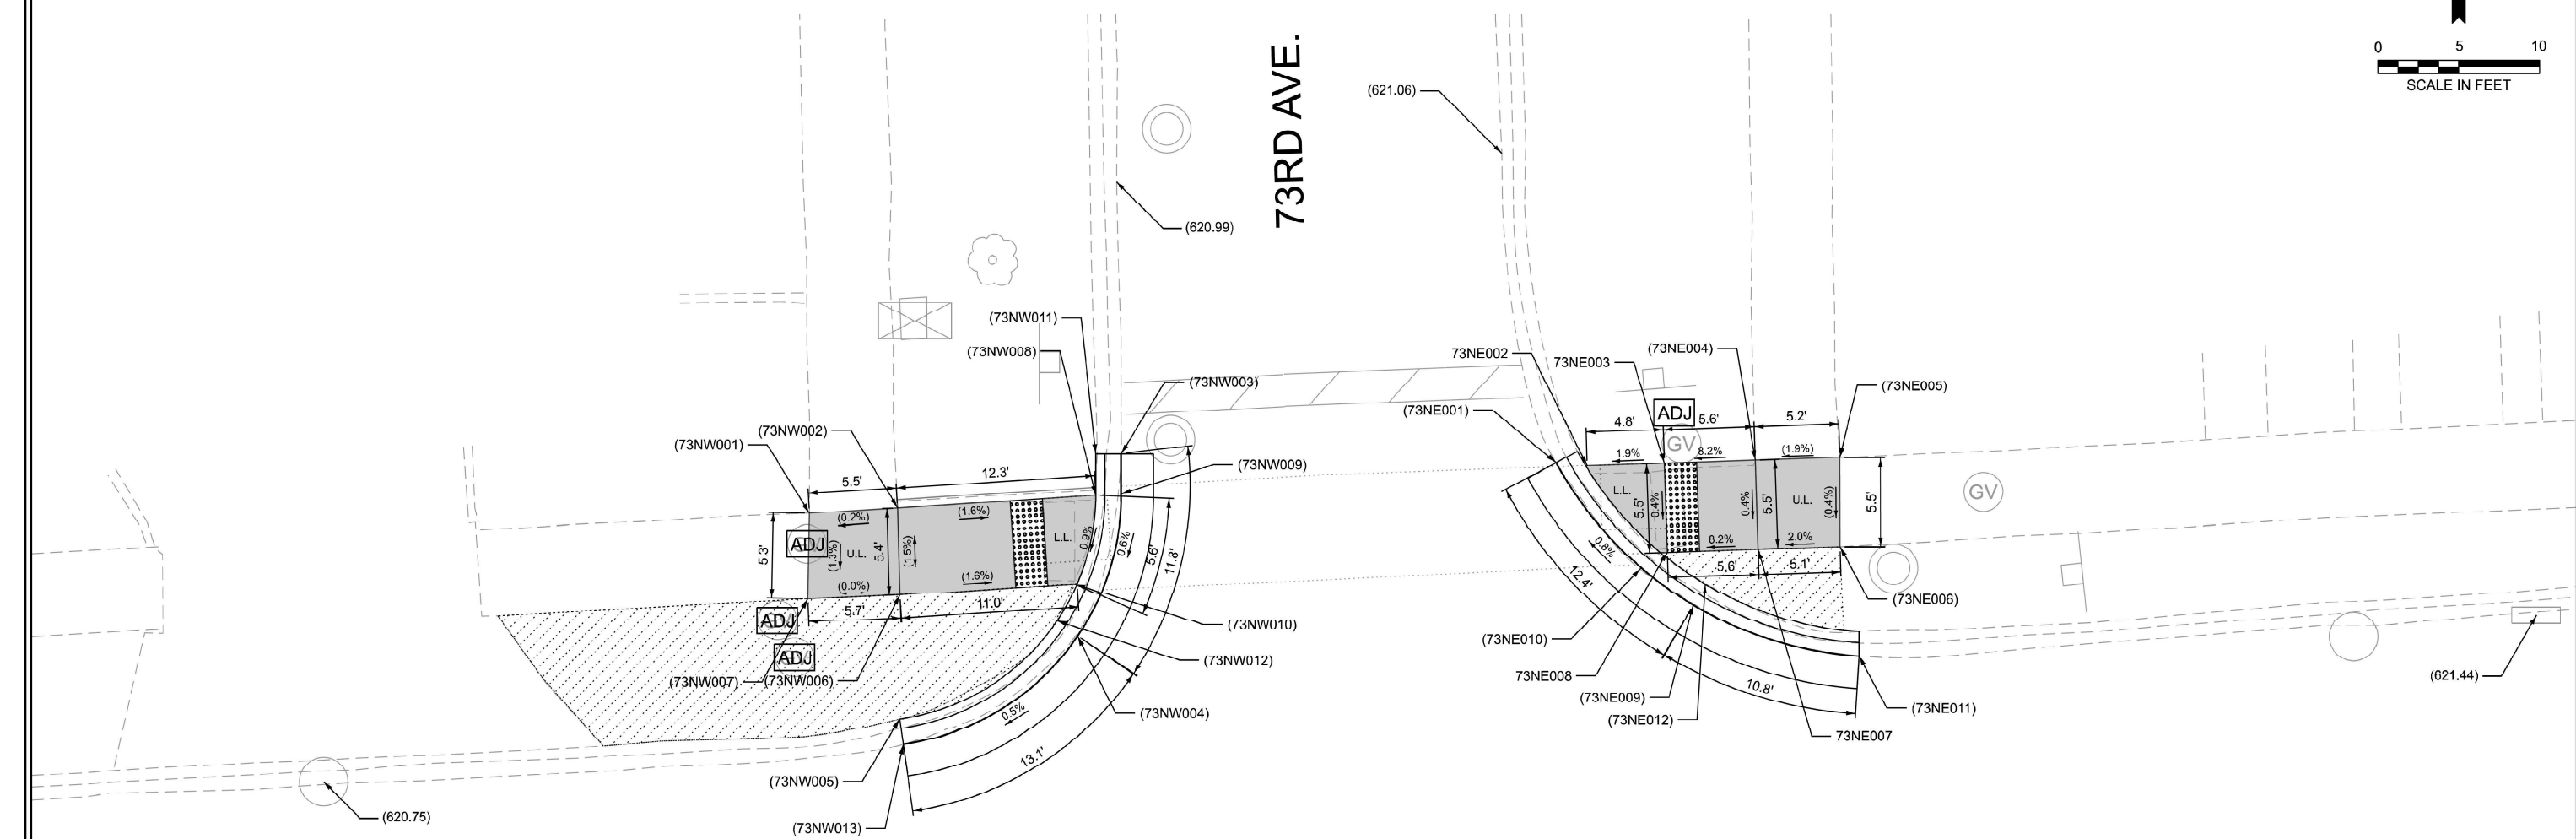 73RD AVE.
0 5 10
SCALE IN FEET
(621.06)
(620.99)
(73NW011)
(73NW008)
(73NW003)
(73NW002)
(73NW001)
(73NW009)
12.3'
5.5'
(0.2%)
(1.6%)
ADJ
5.3'
(1.3%)
U.L.
5.4'
(1.5%)
L.L.
0.9%
0.6%
5.6'
11.8'
(0.0%)
(1.6%)
5.7'
11.0'
ADJ
ADJ
(73NW007)
(73NW006)
(73NW010)
(73NW012)
(73NW004)
0.5%
13.1'
(73NW005)
(73NW013)
(620.75)
73NE002
73NE003
(73NE004)
(73NE005)
(73NE001)
ADJ
4.8'
5.6'
5.2'
GV
1.9%
8.2%
(1.9%)
L.L.
5.5'
0.4%
0.4%
5.5'
U.L.
(0.4%)
5.5'
GV
8.2%
2.0%
0.8%
12.4'
5.6'
5.1'
(73NE006)
(73NE010)
73NE008
(73NE009)
(73NE012)
10.8'
(73NE011)
73NE007
(621.44)